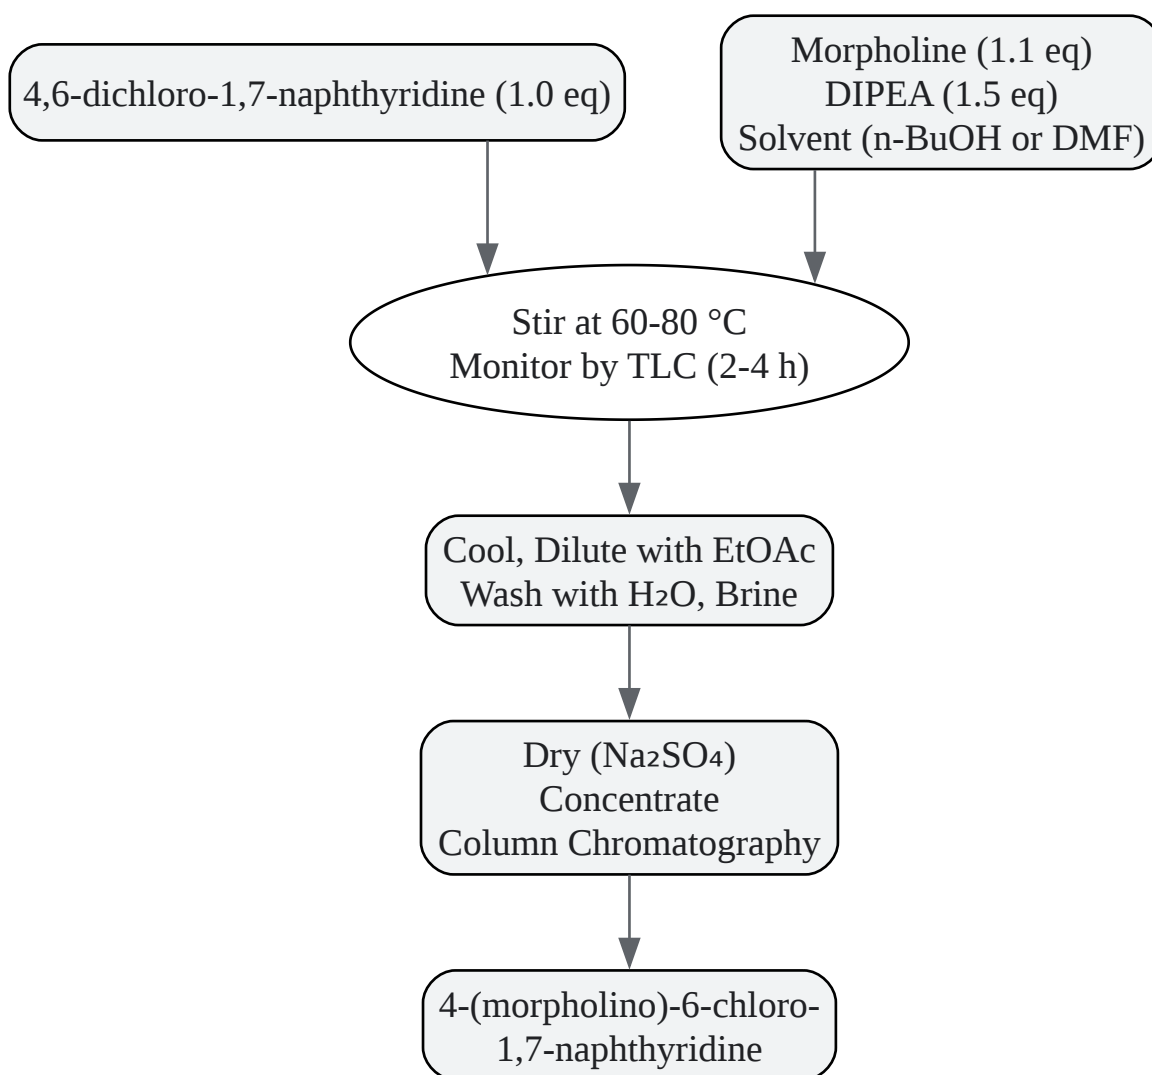 4,6-dichloro-1,7-naphthyridine (1.0 eq)
Morpholine (1.1 eq)
DIPEA (1.5 eq)
Solvent (n-BuOH or DMF)
Stir at 60-80 °C
Monitor by TLC (2-4 h)
Cool, Dilute with EtOAc
Wash with H₂O, Brine
Dry (Na₂SO₄)
Concentrate
Column Chromatography
4-(morpholino)-6-chloro-
1,7-naphthyridine